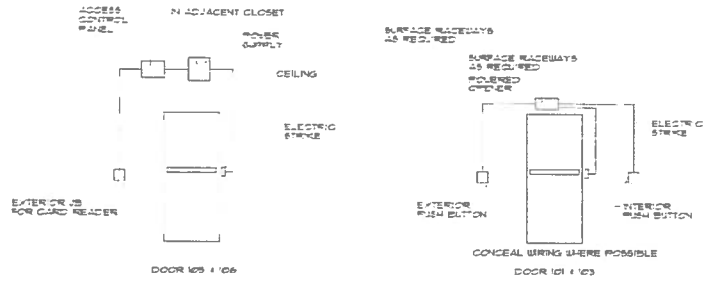 ACCESS
CONTROL
PANEL
IN ADJACENT CLOSET
POWER
SUPPLY
CEILING
ELECTRIC
STRIKE
EXTERIOR JB
FOR CARD READER
DOOR 105 & 106
SURFACE RACEWAYS
AS REQUIRED
SURFACE RACEWAYS
AS REQUIRED
POWERED
OPENER
ELECTRIC
STRIKE
EXTERIOR
PUSH BUTTON
INTERIOR
PUSH BUTTON
CONCEAL WIRING WHERE POSSIBLE
DOOR 101 & 103